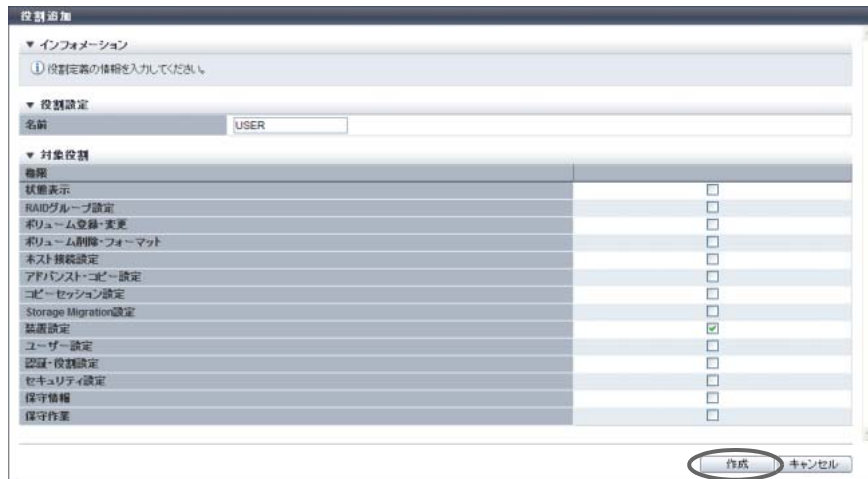 役割追加
▼ インフォメーション
役割定義の情報を入力してください。
▼ 役割設定
名前 USER
▼ 対象役割
権限
状態表示
RAIDグループ設定
ボリューム登録・変更
ボリューム削除・フォーマット
ホスト接続設定
アドバンスト・コピー設定
コピーセッション設定
Storage Migration設定
装置設定
ユーザー設定
認証・役割設定
セキュリティ設定
保守情報
保守作業
作成 キャンセル